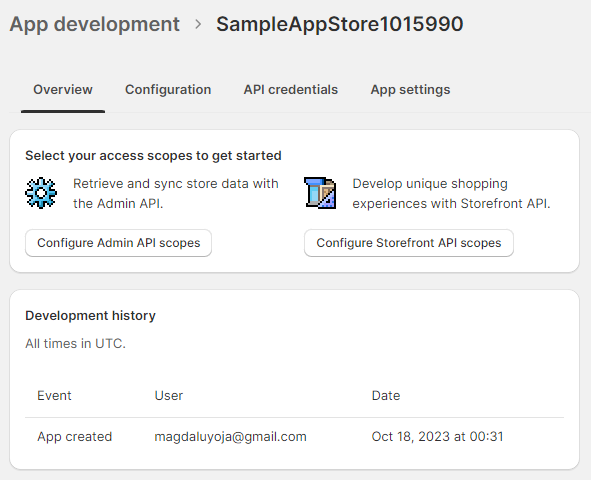 App development > SampleAppStore1015990
Overview Configuration API credentials App settings
Select your access scopes to get started
Retrieve and sync store data with
the Admin API.
Develop unique shopping
experiences with Storefront API.
Configure Admin API scopes Configure Storefront API scopes
Development history
All times in UTC.
Event User Date
App created magdaluyoja@gmail.com Oct 18, 2023 at 00:31